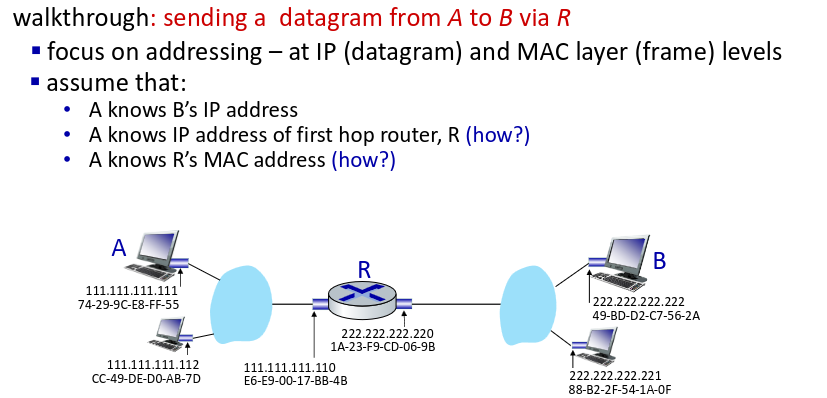 walkthrough: sending a datagram from A to B via R
▪ focus on addressing – at IP (datagram) and MAC layer (frame) levels
▪ assume that:
• A knows B’s IP address
• A knows IP address of first hop router, R (how?)
• A knows R’s MAC address (how?)
A
R
B
111.111.111.111
74-29-9C-E8-FF-55
222.222.222.222
49-BD-D2-C7-56-2A
222.222.222.220
1A-23-F9-CD-06-9B
111.111.111.112
CC-49-DE-D0-AB-7D
111.111.111.110
E6-E9-00-17-BB-4B
222.222.222.221
88-B2-2F-54-1A-0F